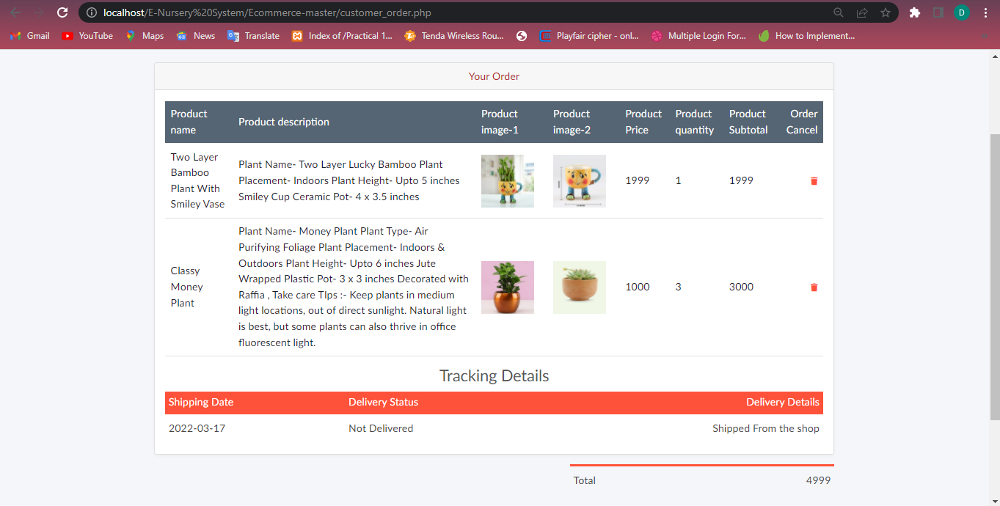 localhost/E-Nursery%20System/Ecommerce-master/customer_order.php
D
Gmail YouTube Maps News Translate Index of /Practical 1... Tenda Wireless Rou... Playfair cipher - onl... Multiple Login For... How to Implement...
Your Order
Product name
Product description
Product image-1
Product image-2
Product Price
Product quantity
Product Subtotal
Order Cancel
Two Layer
Bamboo
Plant With
Smiley Vase
Plant Name- Two Layer Lucky Bamboo Plant
Placement- Indoors Plant Height- Upto 5 inches
Smiley Cup Ceramic Pot- 4 x 3.5 inches
1999
1
1999
Classy
Money
Plant
Plant Name- Money Plant Plant Type- Air
Purifying Foliage Plant Placement- Indoors &
Outdoors Plant Height- Upto 6 inches Jute
Wrapped Plastic Pot- 3 x 3 inches Decorated with
Raffia , Take care TIps :- Keep plants in medium
light locations, out of direct sunlight. Natural light
is best, but some plants can also thrive in office
fluorescent light.
1000
3
3000
Tracking Details
Shipping Date Delivery Status Delivery Details
2022-03-17 Not Delivered Shipped From the shop
Total 4999